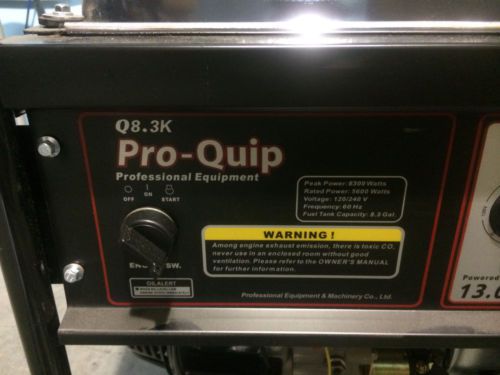 Q8.3K
Pro-Quip
Professional Equipment
OFF ON START
SW.
OIL ALERT
Peak Power: 8300 Watts
Rated Power: 5600 Watts
Voltage: 120/240 V
Frequency: 60 Hz
Fuel Tank Capacity: 8.3 Gal.
WARNING !
Among engine exhaust emission, there is toxic CO,
never use in an enclosed room without good
ventilation. Please refer to the OWNER'S MANUAL
for further information.
Professional Equipment & Machinery Co., Ltd.
Powered
13.0